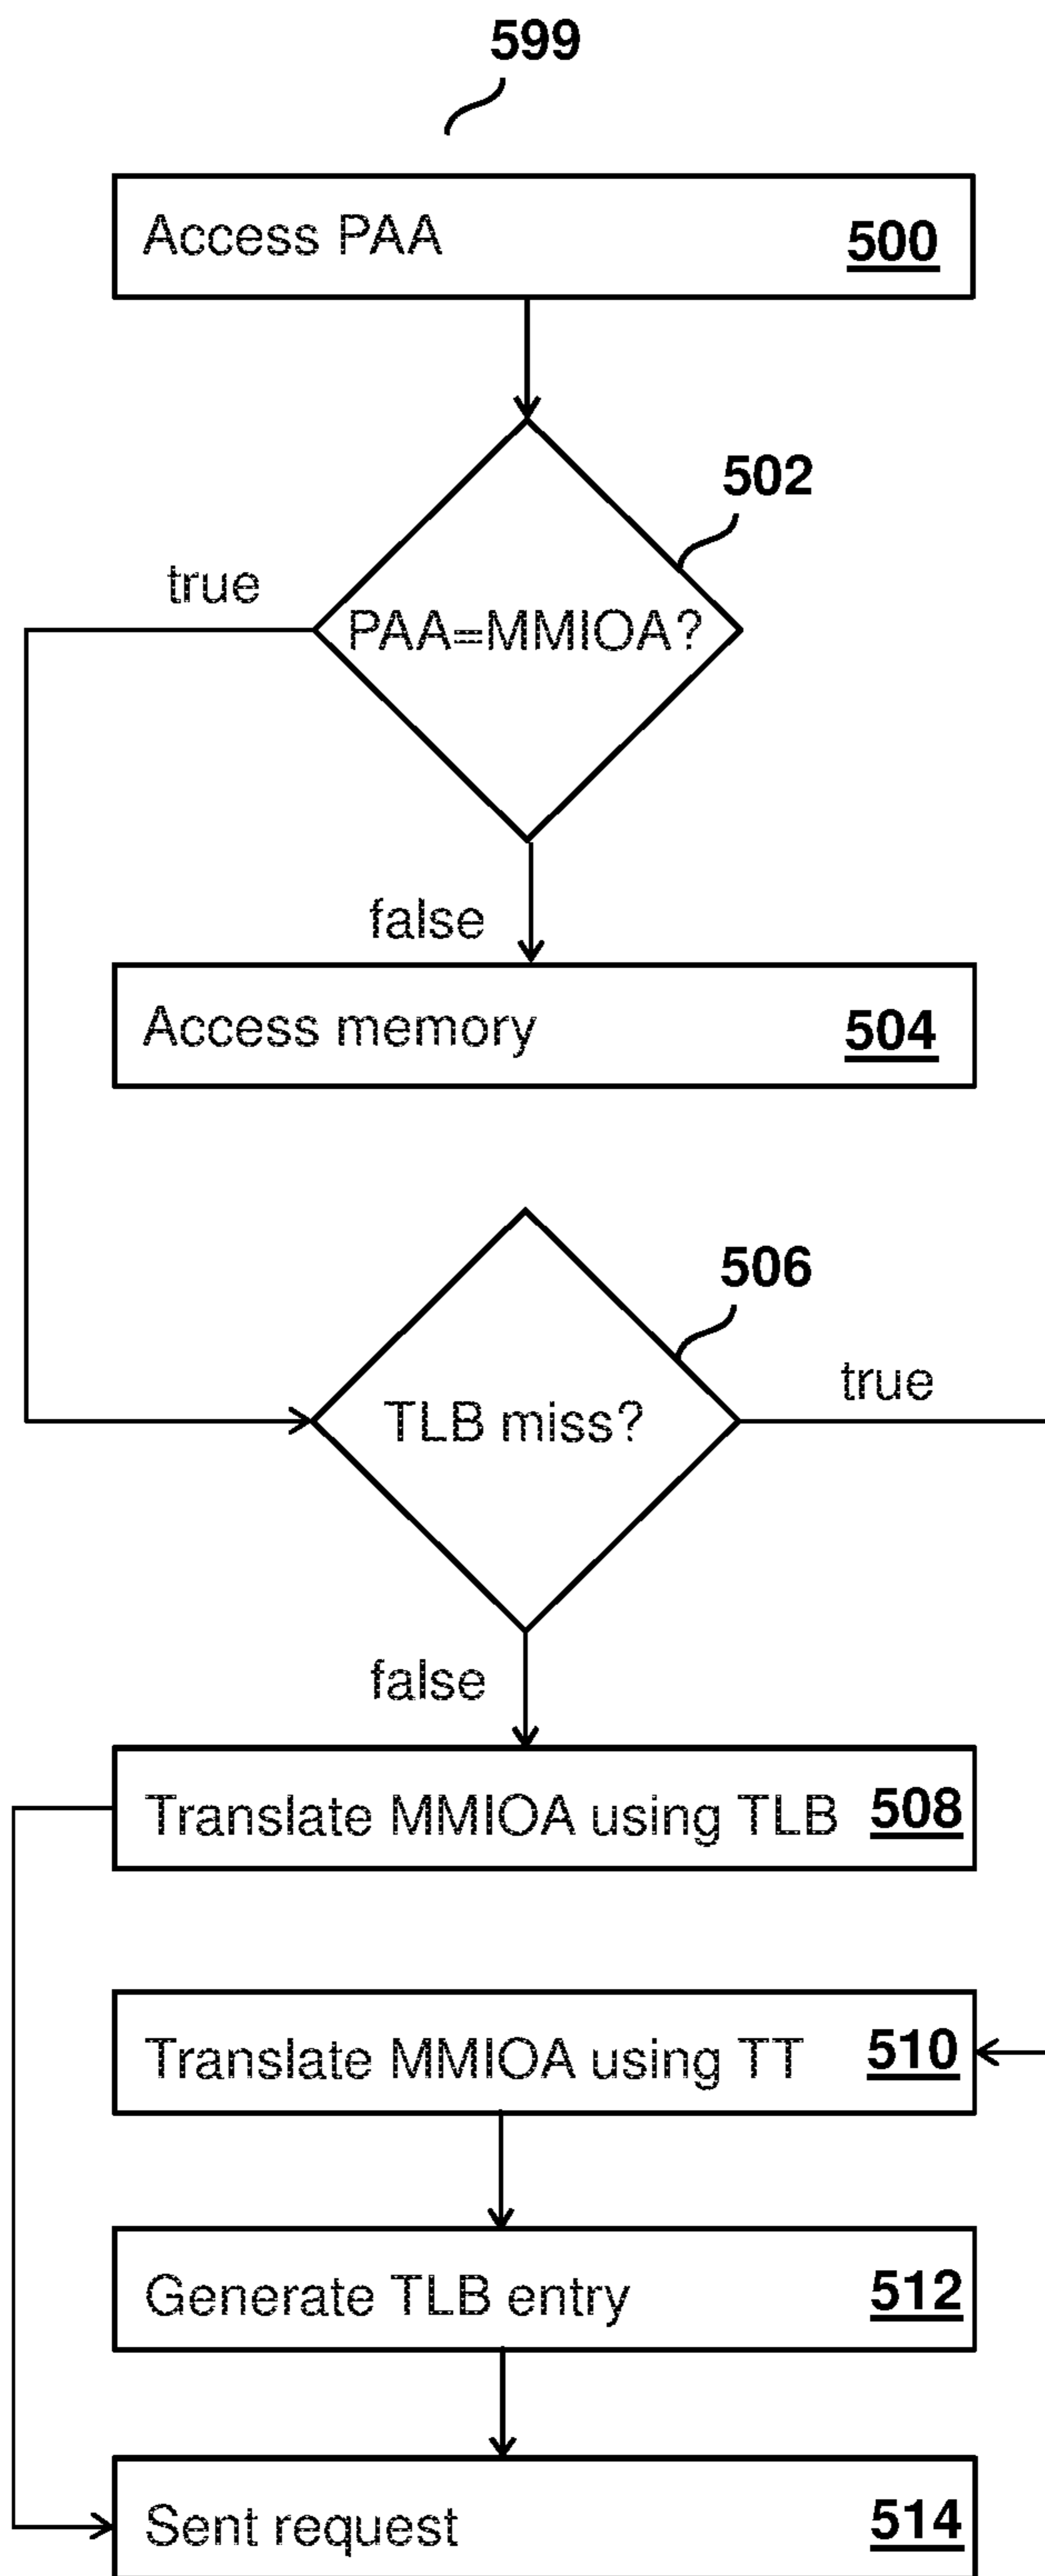 599
Access PAA 500
502
true
PAA=MMIOA?
false
Access memory 504
506
true
TLB miss?
false
Translate MMIOA using TLB 508
Translate MMIOA using TT 510
Generate TLB entry 512
Sent request 514